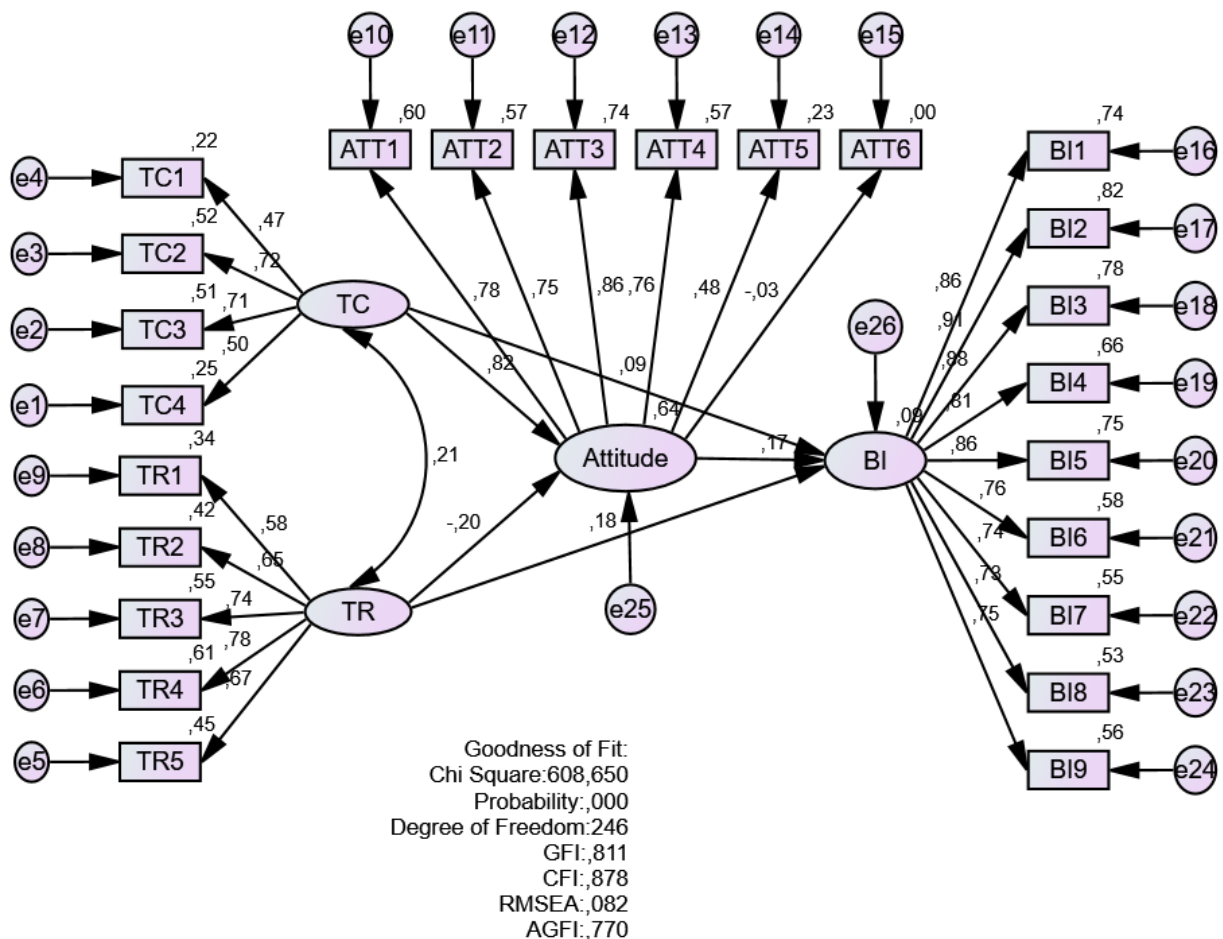 e10 e11 e12 e13 e14 e15
,60 ,57 ,74 ,57 ,23 ,00
ATT1 ATT2 ATT3 ATT4 ATT5 ATT6
,22
e4 TC1
,47
,52
e3 TC2
,72
,51
e2 TC3
,71
,50
,25
e1 TC4
TC
,34
e9 TR1
,58
,42
e8 TR2
,65
,55
e7 TR3
,74
,61
e6 TR4
,78
,67
,45
e5 TR5
TR
,21
,78 ,75 ,86 ,76 ,48 -,03
,82
,09
,64
Attitude
,17
-,20
,18
e25
e26
,09
BI
,74
BI1 e16
,86
,82
BI2 e17
,91
,78
BI3 e18
,88
,66
BI4 e19
,81
,75
BI5 e20
,86
,58
BI6 e21
,76
,55
BI7 e22
,74
,53
BI8 e23
,73
,56
BI9 e24
,75
Goodness of Fit:
Chi Square:608,650
Probability:,000
Degree of Freedom:246
GFI:,811
CFI:,878
RMSEA:,082
AGFI:,770